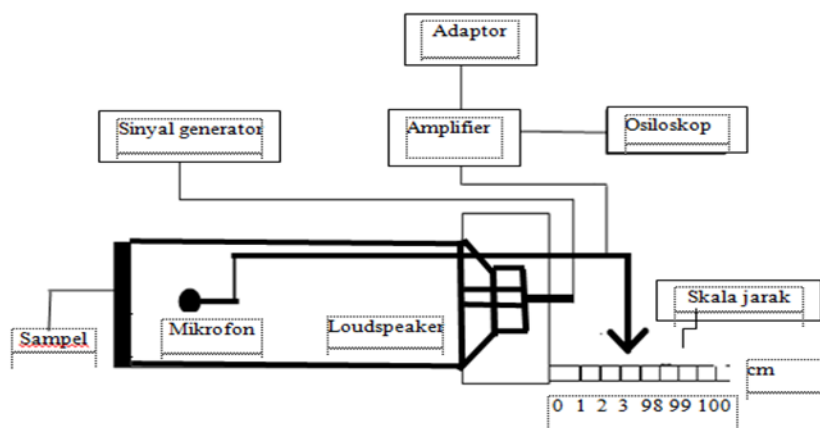 Adaptor
Sinyal generator
Amplifier
Osiloskop
Skala jarak
Sampel
Mikrofon
Loudspeaker
cm
0 1 2 3 98 99 100